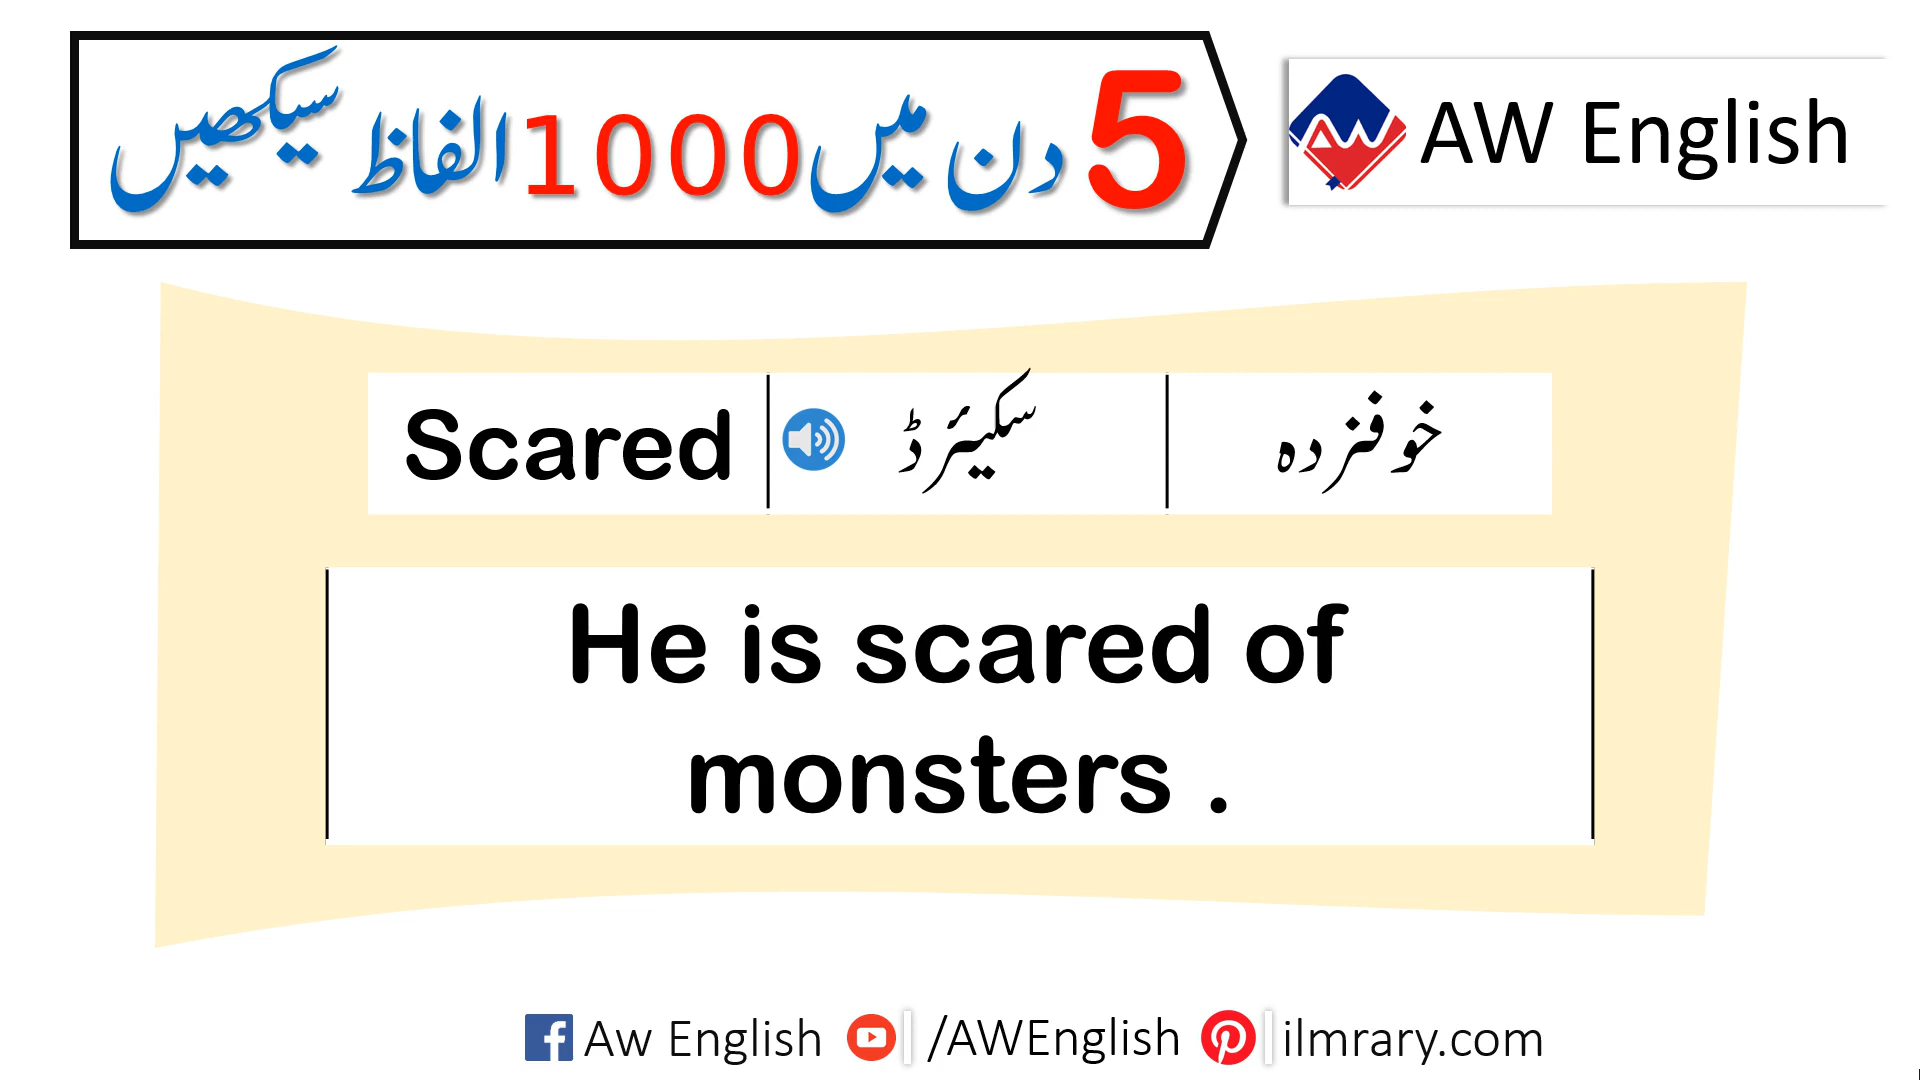 5 دن میں 1000 الفاظ سیکھیں
AW English
Scared
سکیئرڈ
خوفزدہ
He is scared of
monsters .
Aw English
/AWEnglish
ilmrary.com